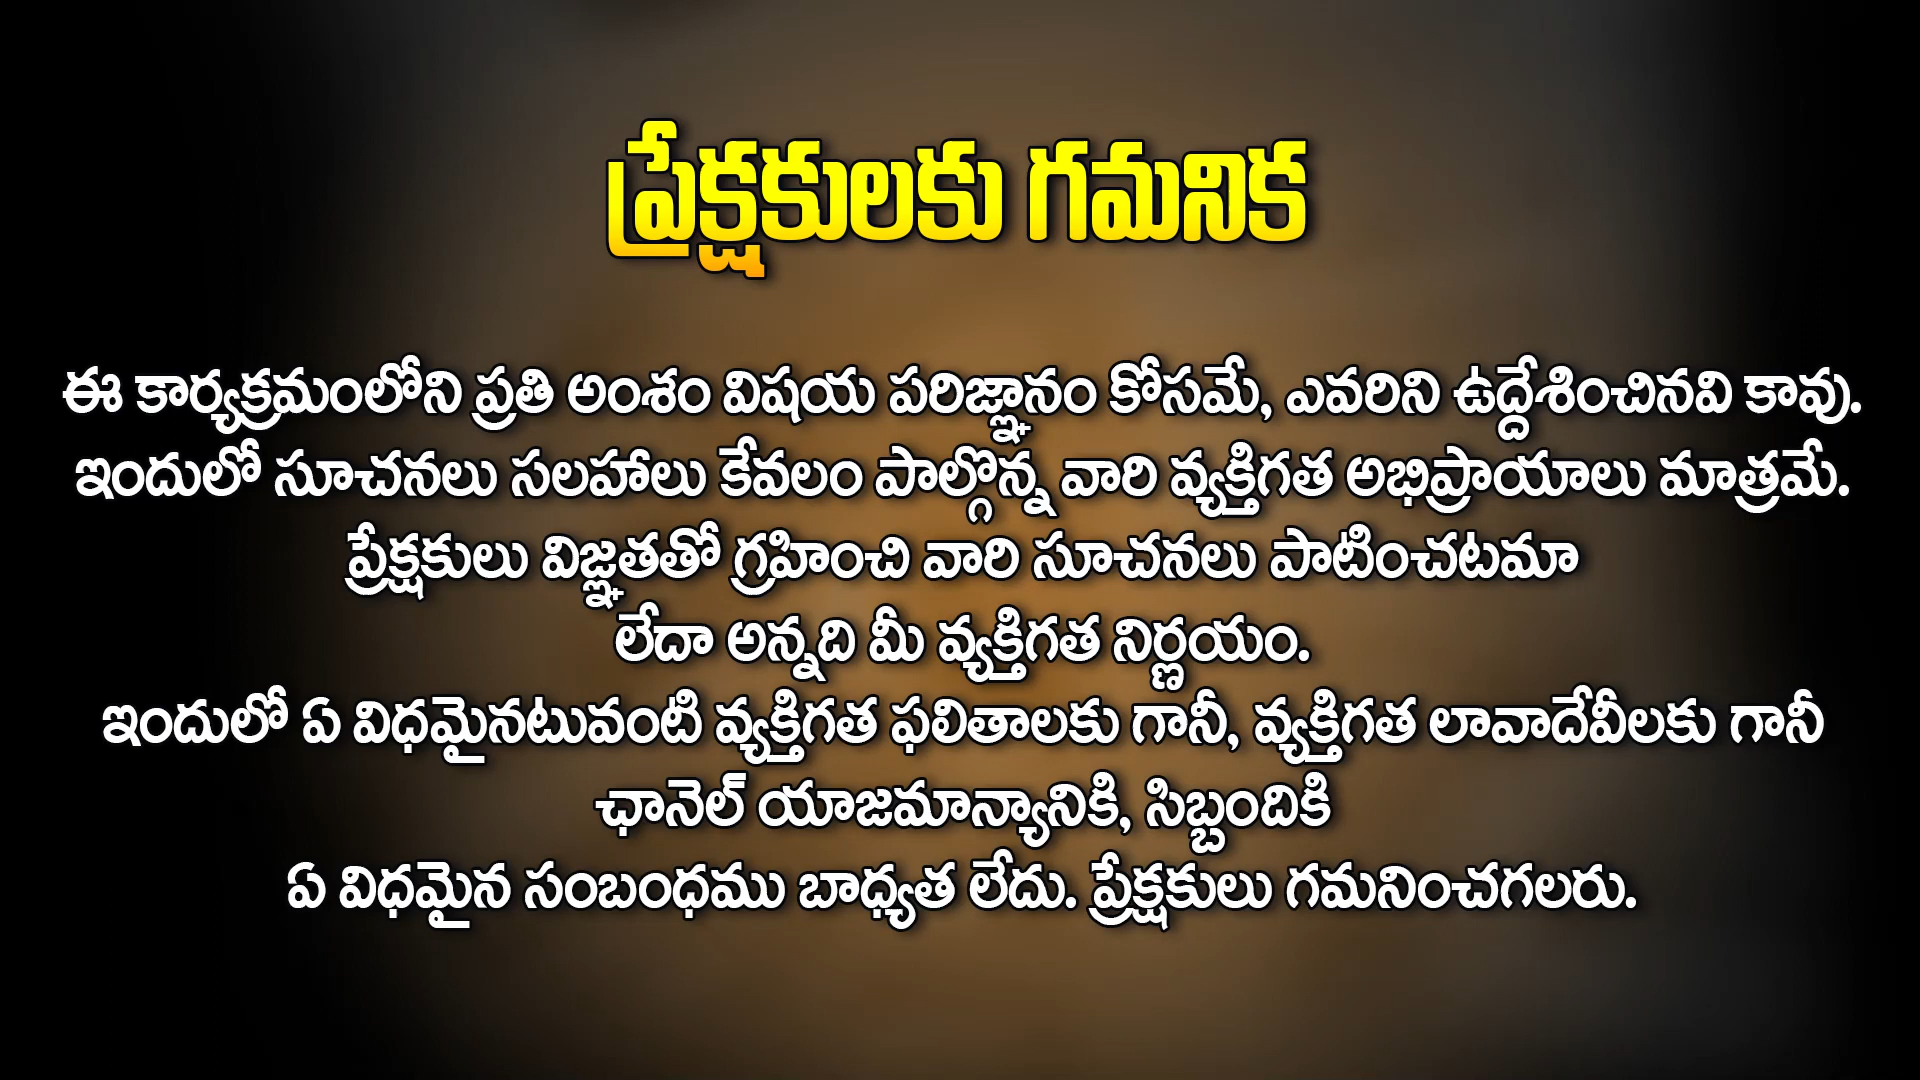 ప్రేక్షకులకు గమనిక
ఈ కార్యక్రమంలోని ప్రతి అంశం విషయ పరిజ్ఞానం కోసమే, ఎవరిని ఉద్దేశించినవి కావు.
ఇందులో సూచనలు సలహాలు కేవలం పాల్గొన్న వారి వ్యక్తిగత అభిప్రాయాలు మాత్రమే.
ప్రేక్షకులు విజ్ఞతతో గ్రహించి వారి సూచనలు పాటించటమా
లేదా అన్నది మీ వ్యక్తిగత నిర్ణయం.
ఇందులో ఏ విధమైనటువంటి వ్యక్తిగత ఫలితాలకు గానీ, వ్యక్తిగత లావాదేవీలకు గానీ
ఛానెల్ యాజమాన్యానికి, సిబ్బందికి
ఏ విధమైన సంబంధము బాధ్యత లేదు. ప్రేక్షకులు గమనించగలరు.